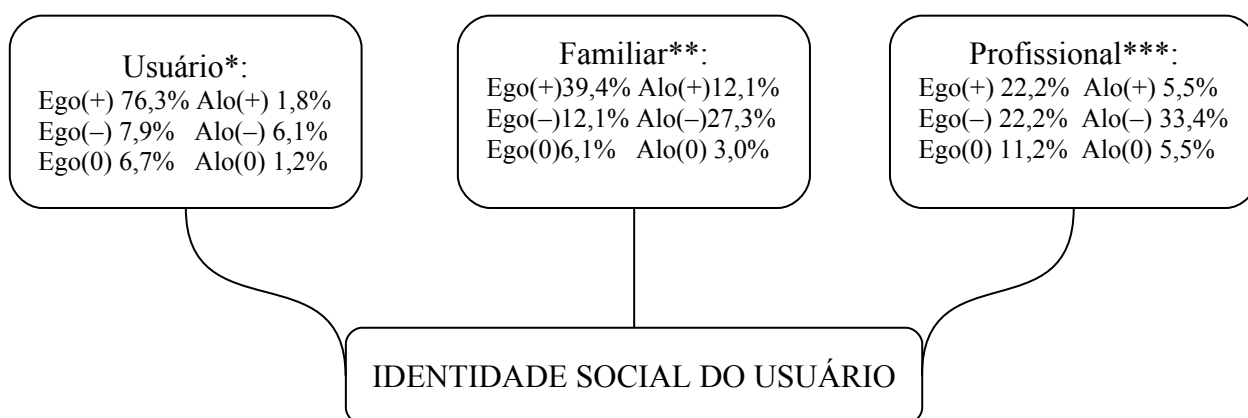 Usuário*:
Ego(+) 76,3% Alo(+) 1,8%
Ego(–) 7,9% Alo(–) 6,1%
Ego(0) 6,7% Alo(0) 1,2%
Familiar**:
Ego(+)39,4% Alo(+)12,1%
Ego(–)12,1% Alo(–)27,3%
Ego(0)6,1% Alo(0) 3,0%
Profissional***:
Ego(+) 22,2% Alo(+) 5,5%
Ego(–) 22,2% Alo(–) 33,4%
Ego(0) 11,2% Alo(0) 5,5%
IDENTIDADE SOCIAL DO USUÁRIO